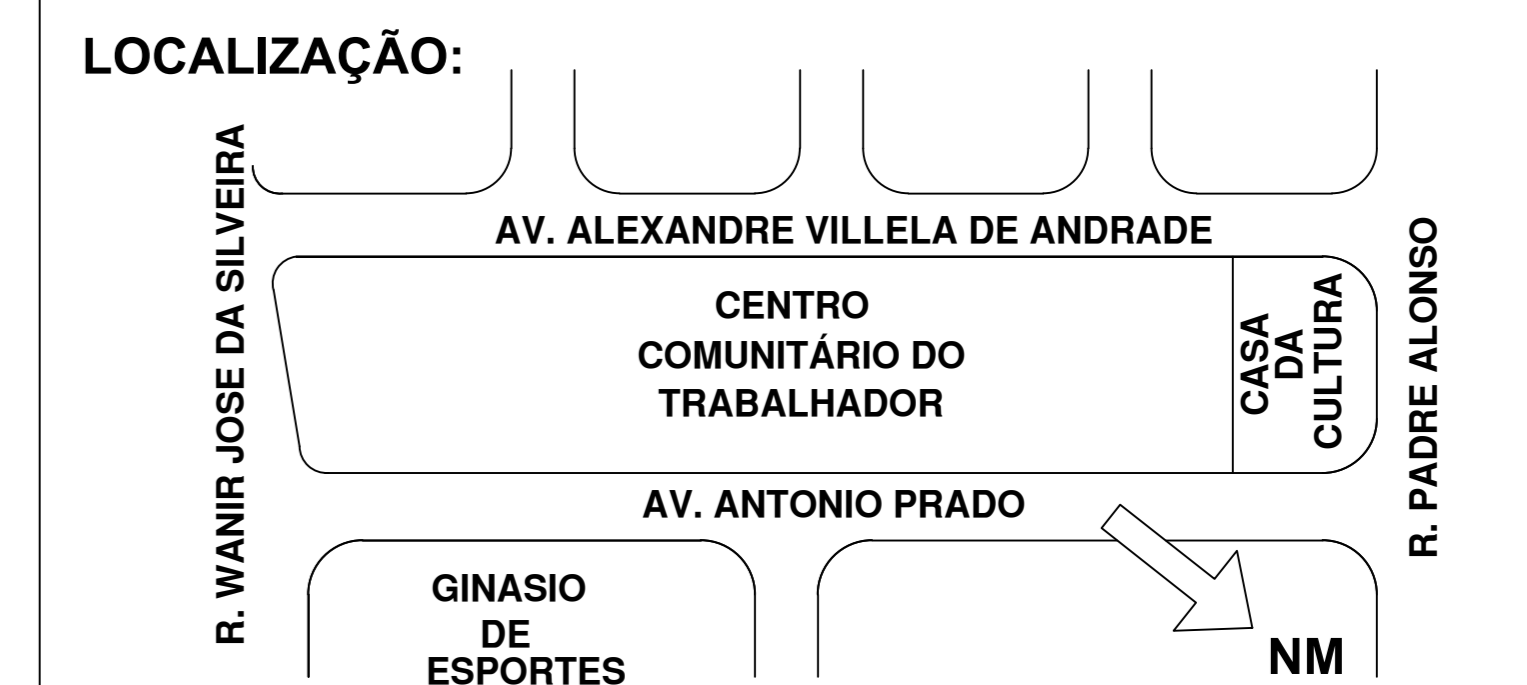 LOCALIZAÇÃO:
R. WANIR JOSE DA SILVEIRA
AV. ALEXANDRE VILLELA DE ANDRADE
CENTRO
COMUNITÁRIO DO
TRABALHADOR
CASA
DA
CULTURA
R. PADRE ALONSO
AV. ANTONIO PRADO
GINASIO
DE
ESPORTES
NM